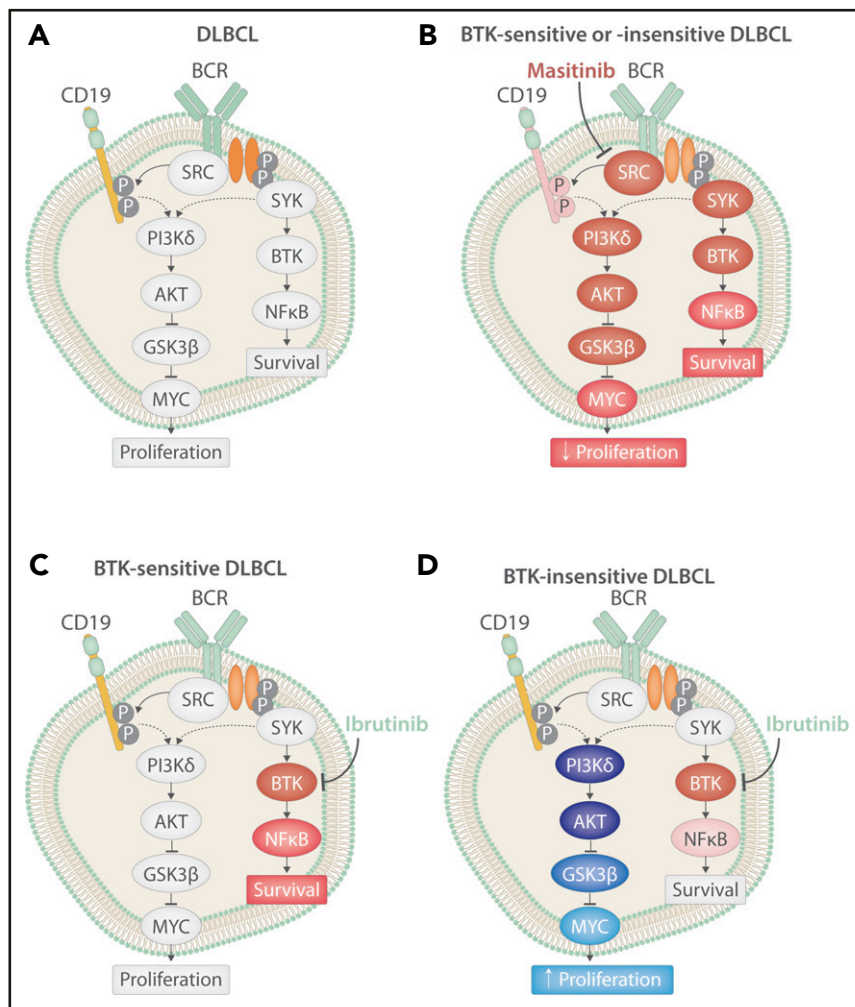 A
DLBCL
BCR
CD19
P
P
SRC
P
P
SYK
PI3Kδ
BTK
AKT
NFκB
GSK3β
Survival
MYC
Proliferation
B
BTK-sensitive or -insensitive DLBCL
Masitinib
BCR
CD19
P
P
SRC
P
P
SYK
PI3Kδ
BTK
AKT
NFκB
GSK3β
Survival
MYC
↓ Proliferation
C
BTK-sensitive DLBCL
BCR
CD19
P
P
SRC
P
P
SYK
Ibrutinib
PI3Kδ
BTK
AKT
NFκB
GSK3β
Survival
MYC
Proliferation
D
BTK-insensitive DLBCL
BCR
CD19
P
P
SRC
P
P
SYK
Ibrutinib
PI3Kδ
BTK
AKT
NFκB
GSK3β
Survival
MYC
↑ Proliferation